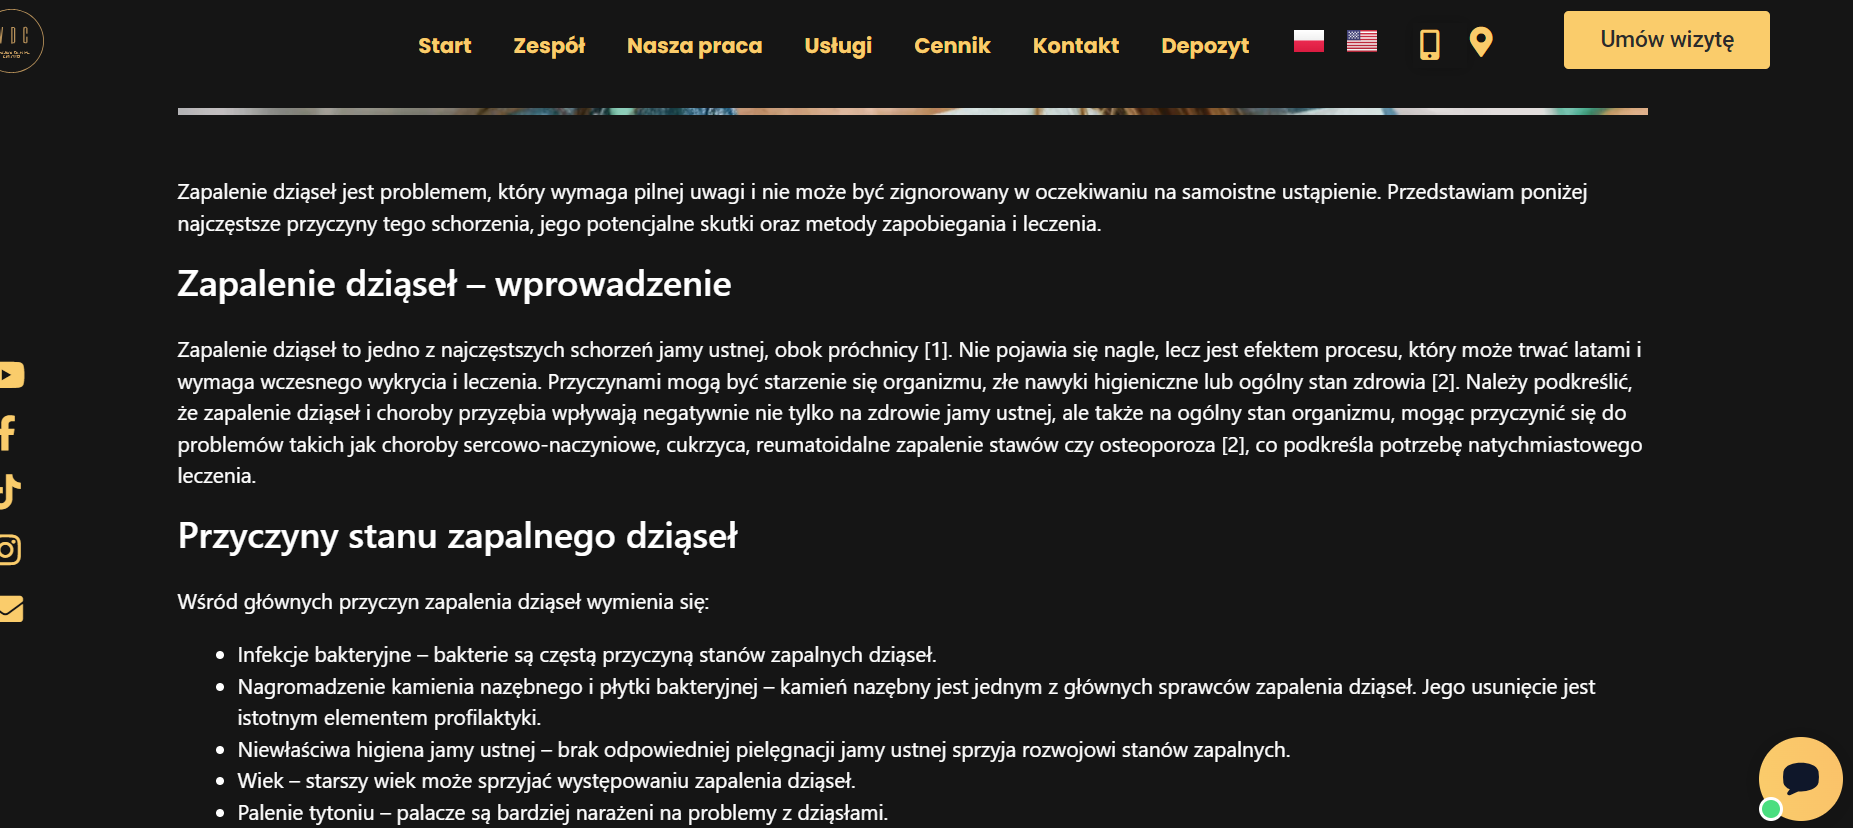 VDC
Start Zespół Nasza praca Usługi Cennik Kontakt Depozyt Umów wizytę
Zapalenie dziąseł jest problemem, który wymaga pilnej uwagi i nie może być zignorowany w oczekiwaniu na samoistne ustąpienie. Przedstawiam poniżej
najczęstsze przyczyny tego schorzenia, jego potencjalne skutki oraz metody zapobiegania i leczenia.
Zapalenie dziąseł – wprowadzenie
Zapalenie dziąseł to jedno z najczęstszych schorzeń jamy ustnej, obok próchnicy [1]. Nie pojawia się nagle, lecz jest efektem procesu, który może trwać latami i
wymaga wczesnego wykrycia i leczenia. Przyczynami mogą być starzenie się organizmu, złe nawyki higieniczne lub ogólny stan zdrowia [2]. Należy podkreślić,
że zapalenie dziąseł i choroby przyzębia wpływają negatywnie nie tylko na zdrowie jamy ustnej, ale także na ogólny stan organizmu, mogąc przyczynić się do
problemów takich jak choroby sercowo-naczyniowe, cukrzyca, reumatoidalne zapalenie stawów czy osteoporoza [2], co podkreśla potrzebę natychmiastowego
leczenia.
Przyczyny stanu zapalnego dziąseł
Wśród głównych przyczyn zapalenia dziąseł wymienia się:
Infekcje bakteryjne – bakterie są częstą przyczyną stanów zapalnych dziąseł.
Nagromadzenie kamienia nazębnego i płytki bakteryjnej – kamień nazębny jest jednym z głównych sprawców zapalenia dziąseł. Jego usunięcie jest
istotnym elementem profilaktyki.
Niewłaściwa higiena jamy ustnej – brak odpowiedniej pielęgnacji jamy ustnej sprzyja rozwojowi stanów zapalnych.
Wiek – starszy wiek może sprzyjać występowaniu zapalenia dziąseł.
Palenie tytoniu – palacze są bardziej narażeni na problemy z dziąsłami.